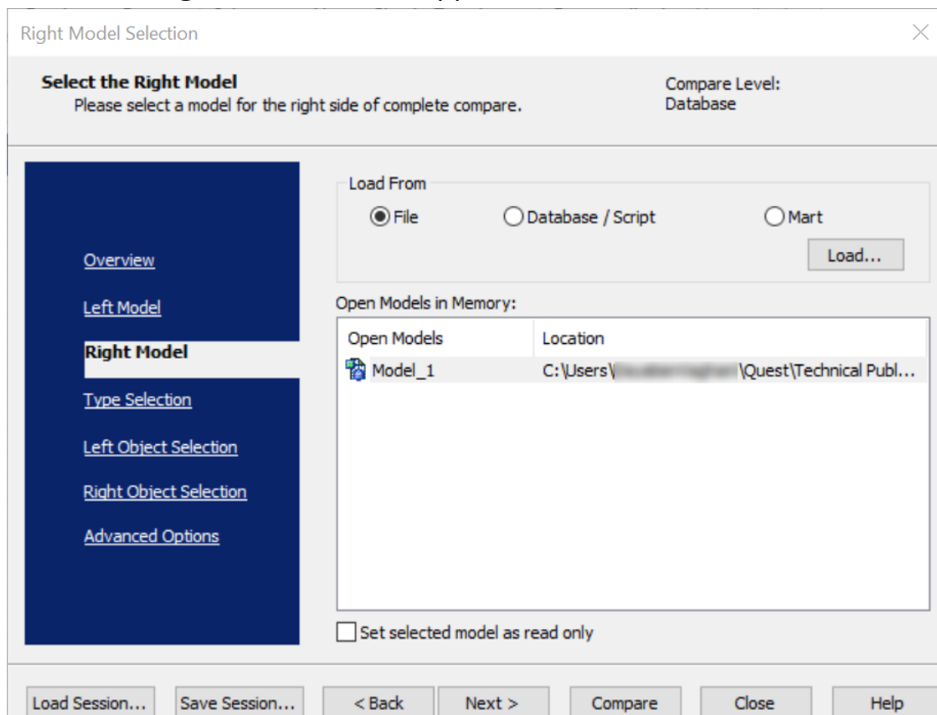 Right Model Selection
Select the Right Model
Please select a model for the right side of complete compare.
Compare Level:
Database
Overview
Left Model
Right Model
Type Selection
Left Object Selection
Right Object Selection
Advanced Options
Load From
File
Database / Script
Mart
Load...
Open Models in Memory:
Open Models Location
Model_1 C:\Users\ \Quest\Technical Publ...
Set selected model as read only
Load Session... Save Session... < Back Next > Compare Close Help